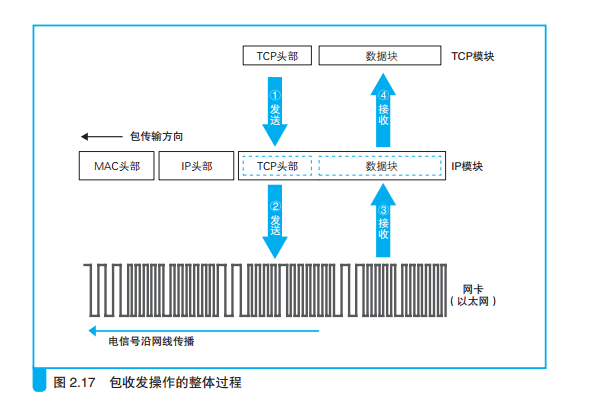 TCP头部 数据块 TCP模块
①发送 ④接收
包传输方向
MAC头部 IP头部 TCP头部 数据块 IP模块
②发送 ③接收
网卡
（以太网）
电信号沿网线传播
图 2.17 包收发操作的整体过程